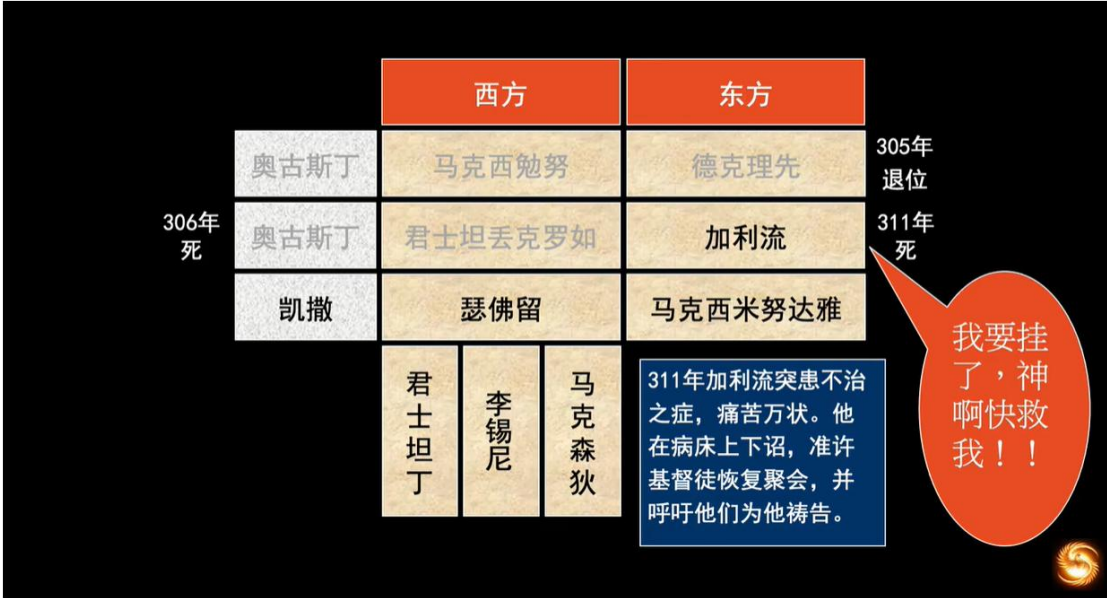 西方
东方
奥古斯丁
马克西勉努
德克理先
305年
退位
306年
死
奥古斯丁
君士坦丢克罗如
加利流
311年
死
凯撒
瑟佛留
马克西米努达雅
君士坦丁
李锡尼
马克森狄
311年加利流突患不治
之症，痛苦万状。他
在病床上下诏，准许
基督徒恢复聚会，并
呼吁他们为他祷告。
我要挂
了，神
啊快救
我！！